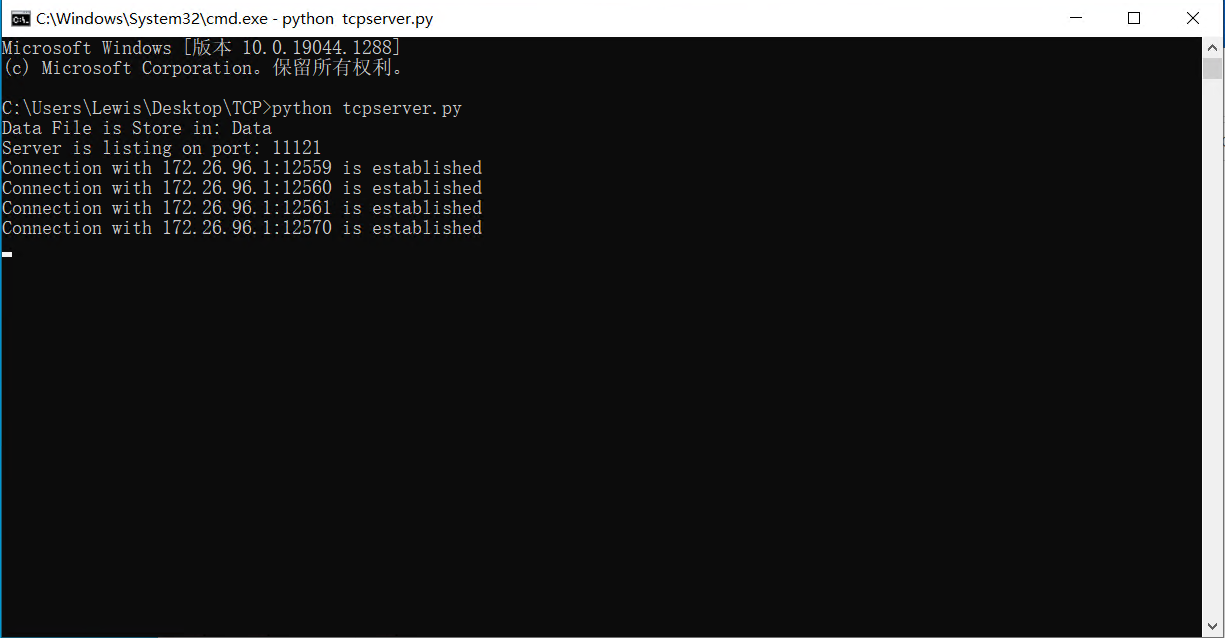 C:\Windows\System32\cmd.exe - python  tcpserver.py
Microsoft Windows [版本 10.0.19044.1288]
(c) Microsoft Corporation。保留所有权利。
C:\Users\Lewis\Desktop\TCP>python tcpserver.py
Data File is Store in: Data
Server is listing on port: 11121
Connection with 172.26.96.1:12559 is established
Connection with 172.26.96.1:12560 is established
Connection with 172.26.96.1:12561 is established
Connection with 172.26.96.1:12570 is established